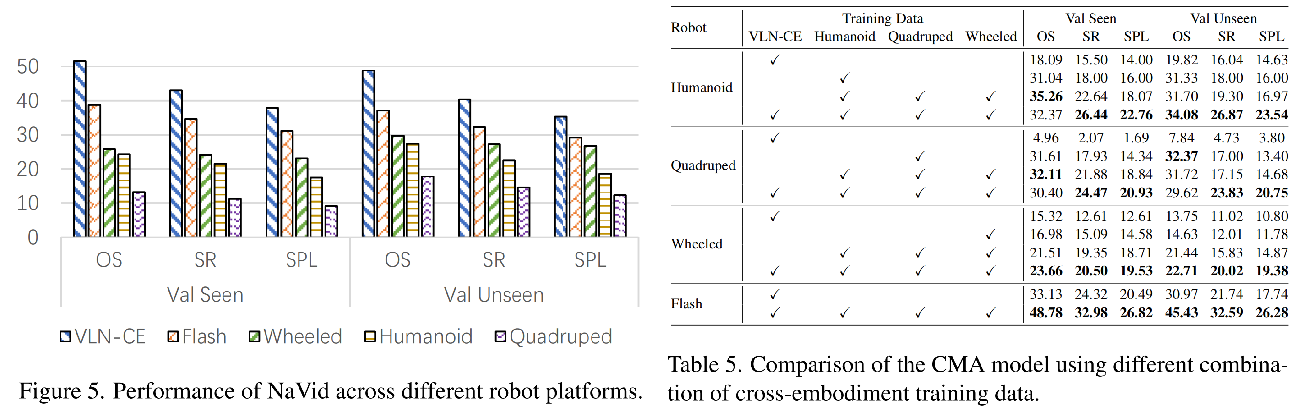 50
40
30
20
10
0
OS SR SPL OS SR SPL
Val Seen Val Unseen
VLN-CE Flash Wheeled Humanoid Quadruped
Figure 5. Performance of NaVid across different robot platforms.
Robot Training Data Val Seen Val Unseen
VLN-CE Humanoid Quadruped Wheeled OS SR SPL OS SR SPL
Humanoid
✓ 18.09 15.50 14.00 19.82 16.04 14.63
✓ 31.04 18.00 16.00 31.33 18.00 16.00
✓ ✓ ✓ 35.26 22.64 18.07 31.70 19.30 16.97
✓ ✓ ✓ ✓ 32.37 26.44 22.76 34.08 26.87 23.54
Quadruped
✓ 4.96 2.07 1.69 7.84 4.73 3.80
✓ 31.61 17.93 14.34 32.37 17.00 13.40
✓ ✓ ✓ 32.11 21.88 18.84 31.72 17.15 14.68
✓ ✓ ✓ ✓ 30.40 24.47 20.93 29.62 23.83 20.75
Wheeled
✓ 15.32 12.61 12.61 13.75 11.02 10.80
✓ 16.98 15.09 14.58 14.63 12.01 11.78
✓ ✓ ✓ 21.51 19.35 18.71 21.44 15.83 14.87
✓ ✓ ✓ ✓ 23.66 20.50 19.53 22.71 20.02 19.38
Flash
✓ 33.13 24.32 20.49 30.97 21.74 17.74
✓ ✓ ✓ ✓ 48.78 32.98 26.82 45.43 32.59 26.28
Table 5. Comparison of the CMA model using different combina-
tion of cross-embodiment training data.